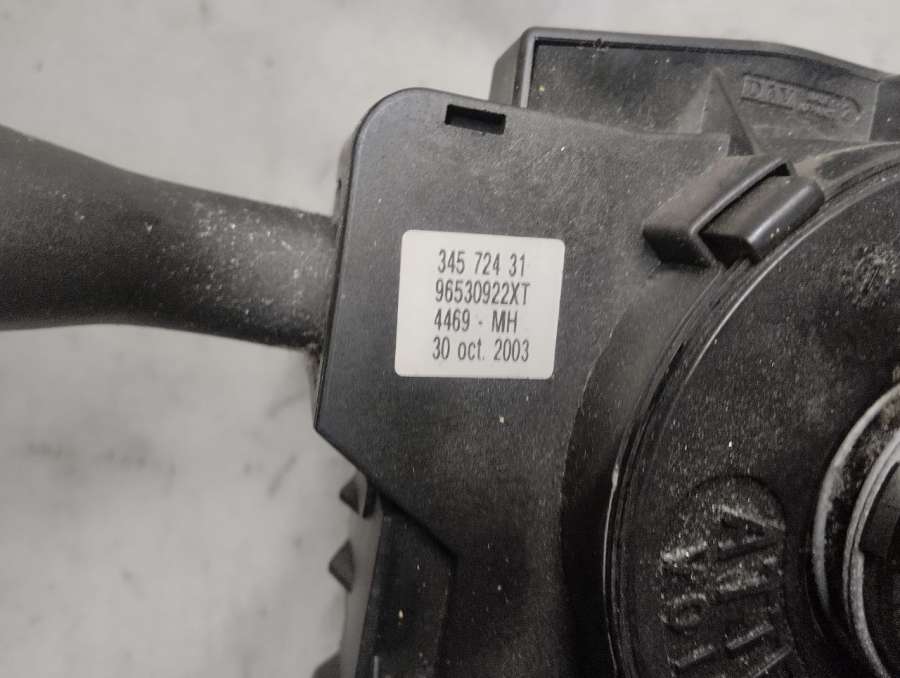 345 724 31
96530922XT
4469 - MH
30 oct. 2003